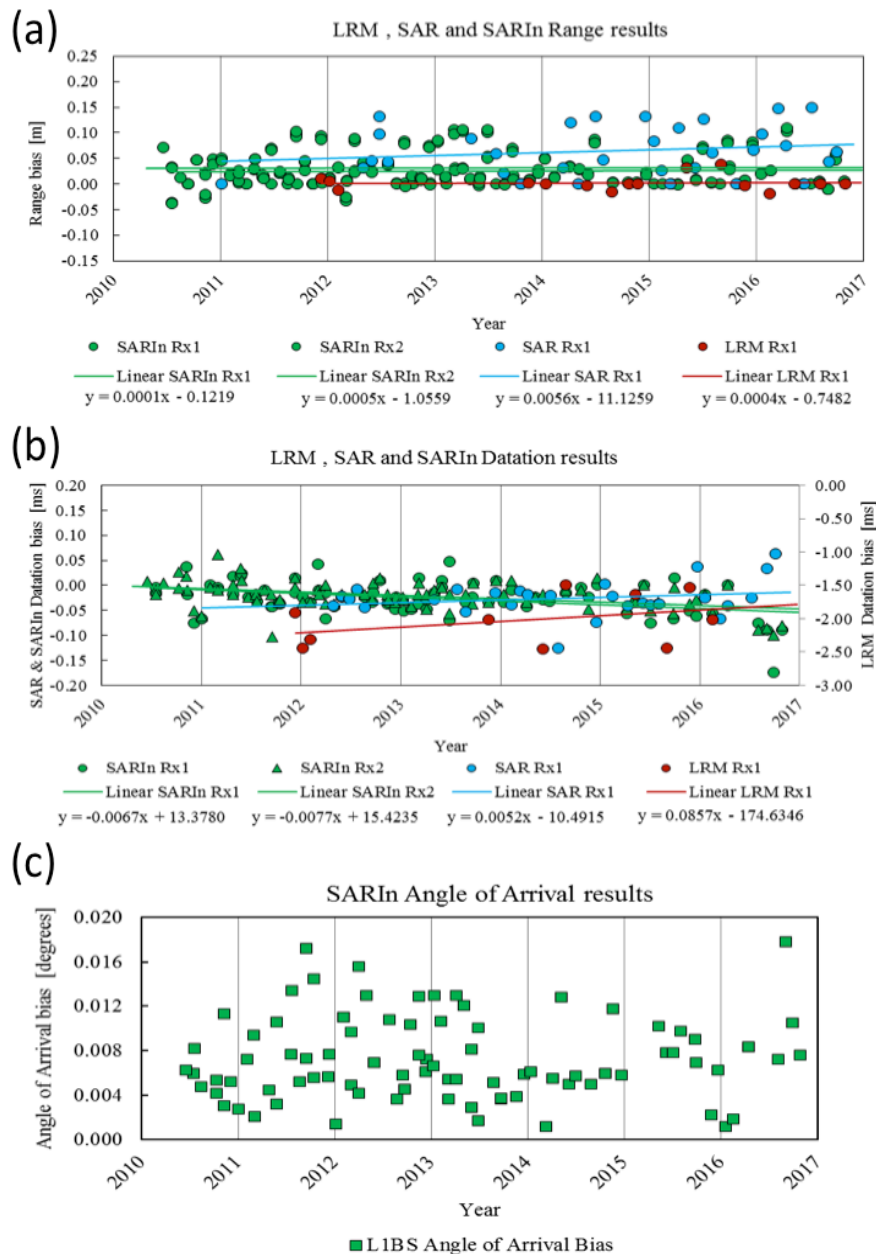 (a)
LRM , SAR and SARIn Range results
Range bias [m]
0.25
0.20
0.15
0.10
0.05
0.00
-0.05
-0.10
-0.15
2010 2011 2012 2013 2014 2015 2016 2017
Year
SARIn Rx1 SARIn Rx2 SAR Rx1 LRM Rx1
Linear SARIn Rx1 Linear SARIn Rx2 Linear SAR Rx1 Linear LRM Rx1
y = 0.0001x - 0.1219 y = 0.0005x - 1.0559 y = 0.0056x - 11.1259 y = 0.0004x - 0.7482
(b)
LRM , SAR and SARIn Datation results
SAR & SARIn Datation bias [ms]
0.20
0.15
0.10
0.05
0.00
-0.05
-0.10
-0.15
-0.20
0.00
-0.50
-1.00
-1.50
-2.00
-2.50
-3.00
LRM Datation bias [ms]
2010 2011 2012 2013 2014 2015 2016 2017
Year
SARIn Rx1 SARIn Rx2 SAR Rx1 LRM Rx1
Linear SARIn Rx1 Linear SARIn Rx2 Linear SAR Rx1 Linear LRM Rx1
y = -0.0067x + 13.3780 y = -0.0077x + 15.4235 y = 0.0052x - 10.4915 y = 0.0857x - 174.6346
(c)
SARIn Angle of Arrival results
Angle of Arrival bias [degrees]
0.020
0.016
0.012
0.008
0.004
0.000
2010 2011 2012 2013 2014 2015 2016 2017
Year
L1BS Angle of Arrival Bias